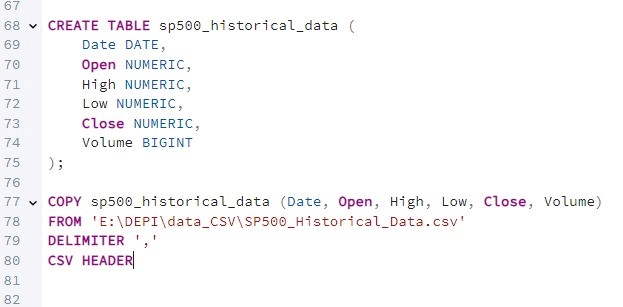 67
68 CREATE TABLE sp500_historical_data (
69     Date DATE,
70     Open NUMERIC,
71     High NUMERIC,
72     Low NUMERIC,
73     Close NUMERIC,
74     Volume BIGINT
75 );
76
77 COPY sp500_historical_data (Date, Open, High, Low, Close, Volume)
78 FROM 'E:\DEPI\data_CSV\SP500_Historical_Data.csv'
79 DELIMITER ','
80 CSV HEADER
81
82